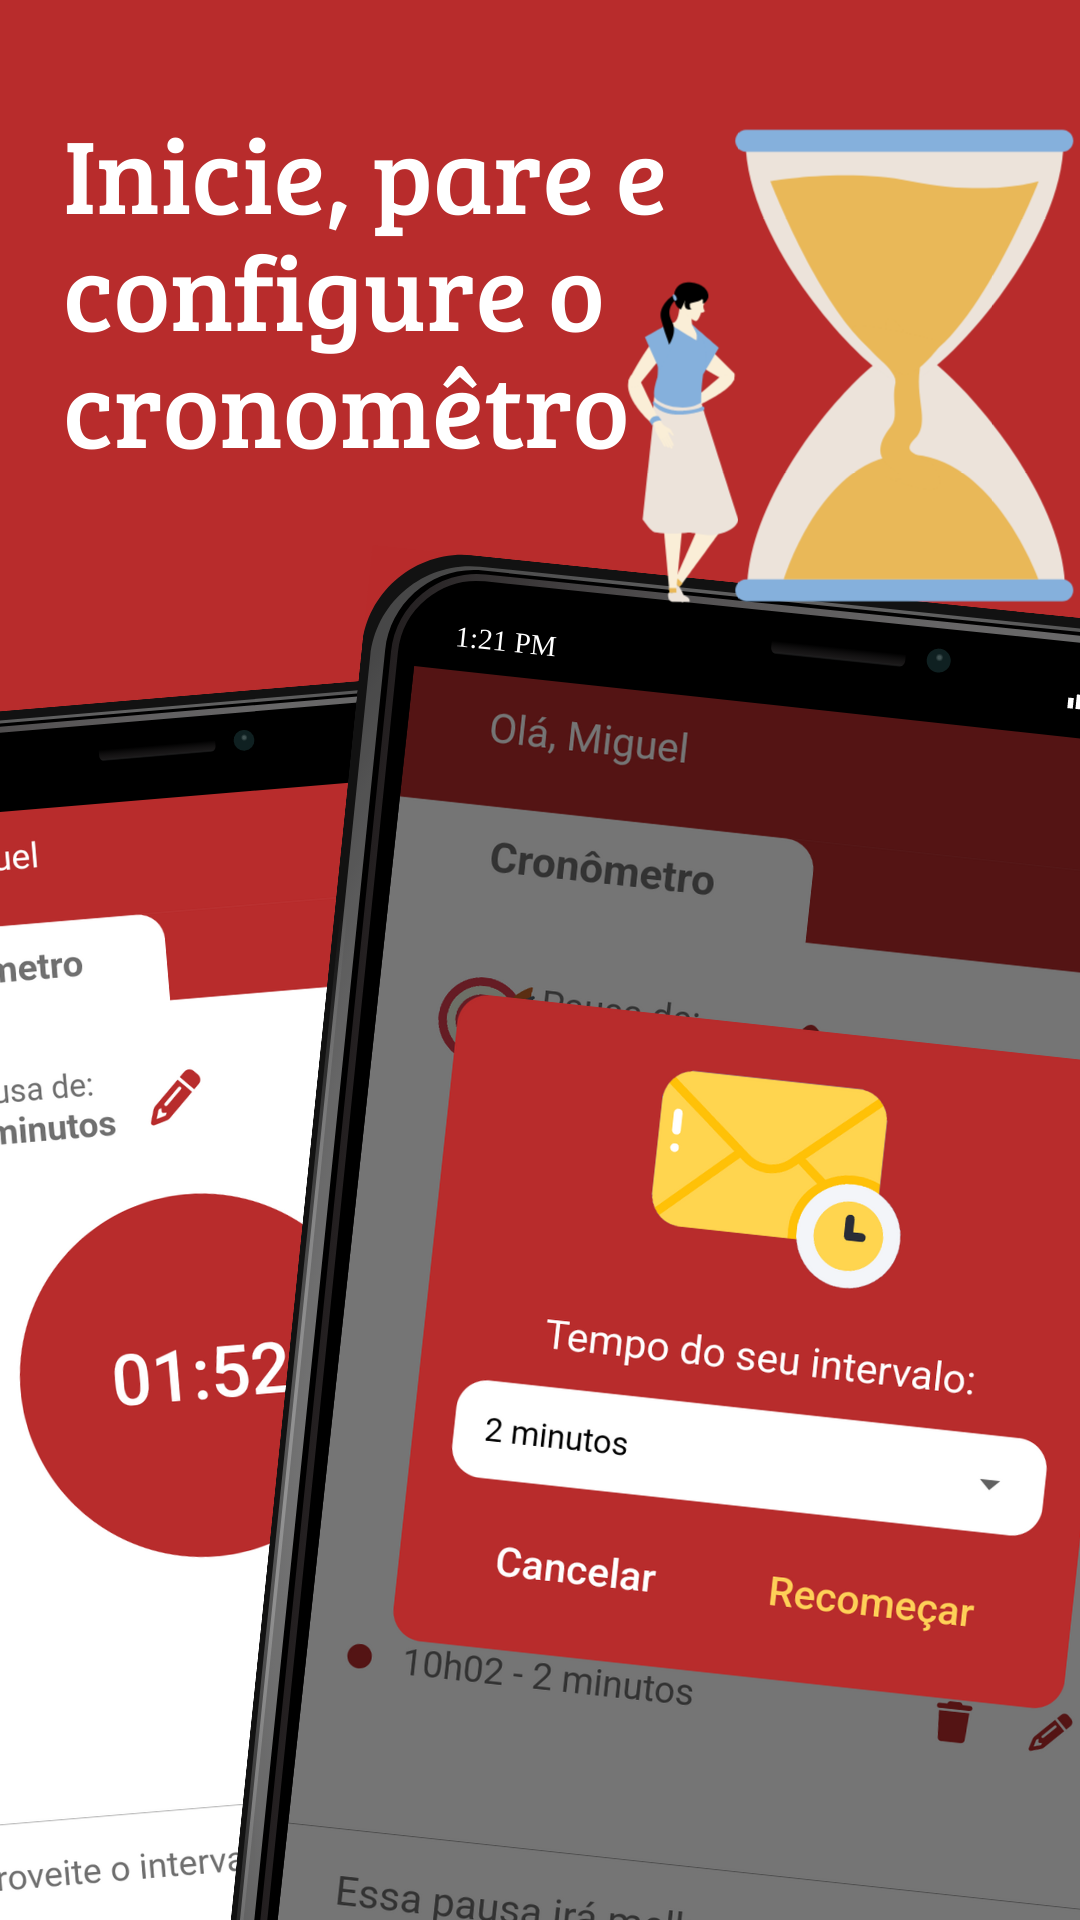 Inicie, pare e
configure o
cronomêtro
1:21 PM
Olá, Miguel
Cronômetro
Pausa de:
Tempo do seu intervalo:
2 minutos
Cancelar
Recomeçar
10h02 - 2 minutos
Essa pausa irá
uel
metro
usa de:
minutos
01:52
roveite o interva